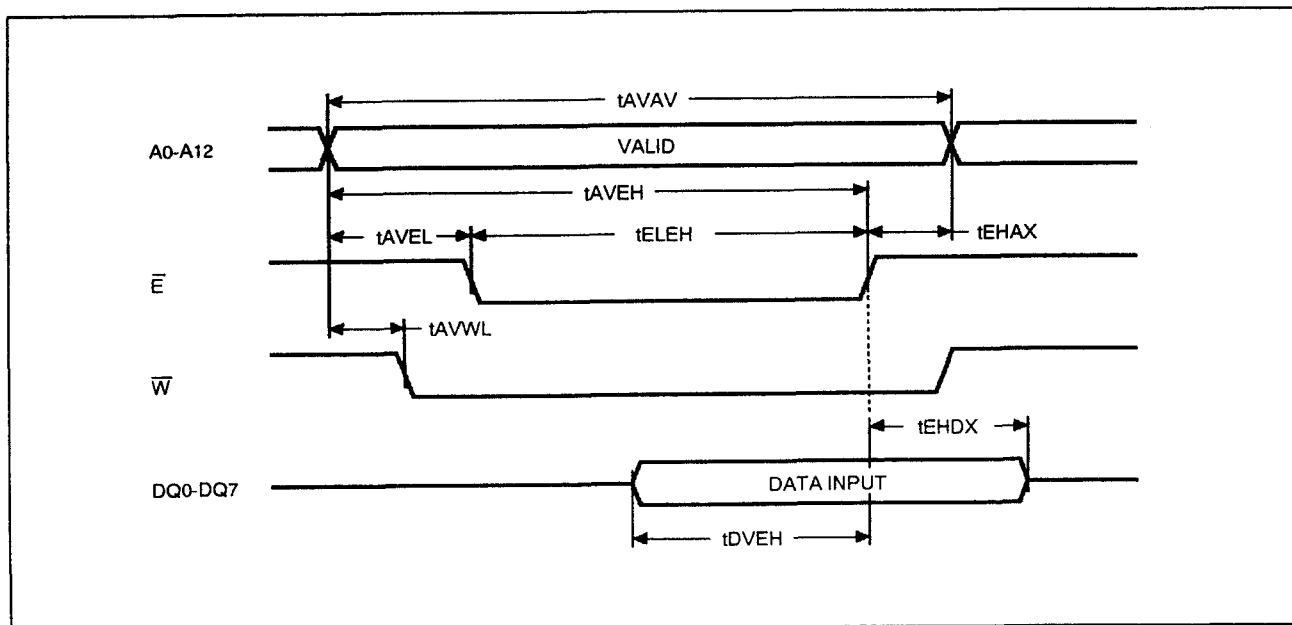 tAVAV
A0-A12
VALID
tAVEH
tAVEL
tELEH
tEHAX
E̅
tAVWL
W̅
tEHDX
DQ0-DQ7
DATA INPUT
tDVEH